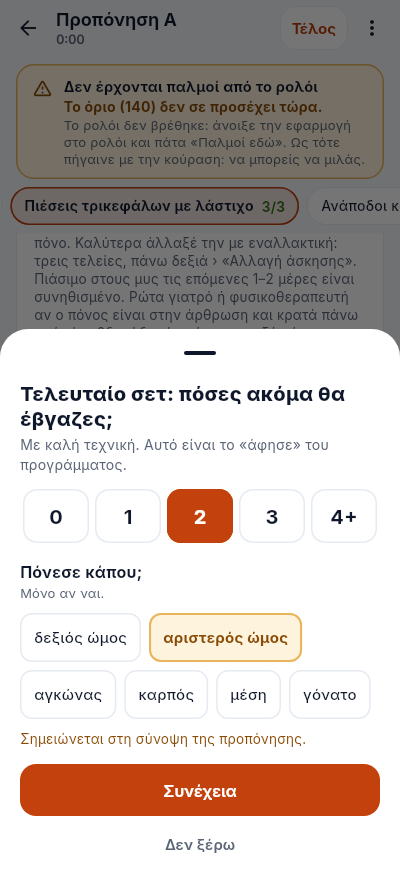 Προπόνηση Α
0:00
Τέλος
Δεν έρχονται παλμοί από το ρολόι
Το όριο (140) δεν σε προσέχει τώρα.
Το ρολόι δεν βρέθηκε: άνοιξε την εφαρμογή
στο ρολόι και πάτα «Παλμοί εδώ». Ως τότε
πήγαινε με την κούραση: να μπορείς να μιλάς.
Πιέσεις τρικεφάλων με λάστιχο 3/3
Ανάποδοι κ
πόνο. Καλύτερα άλλαξέ την με εναλλακτική:
τρεις τελείες, πάνω δεξιά › «Αλλαγή άσκησης».
Πιάσιμο στους μυς τις επόμενες 1–2 μέρες είναι
συνηθισμένο. Ρώτα γιατρό ή φυσικοθεραπευτή
αν ο πόνος είναι στην άρθρωση και κρατά πάνω
Τελευταίο σετ: πόσες ακόμα θα
έβγαζες;
Με καλή τεχνική. Αυτό είναι το «άφησε» του
προγράμματος.
0 1 2 3 4+
Πόνεσε κάπου;
Μόνο αν ναι.
δεξιός ώμος αριστερός ώμος
αγκώνας καρπός μέση γόνατο
Σημειώνεται στη σύνοψη της προπόνησης.
Συνέχεια
Δεν ξέρω